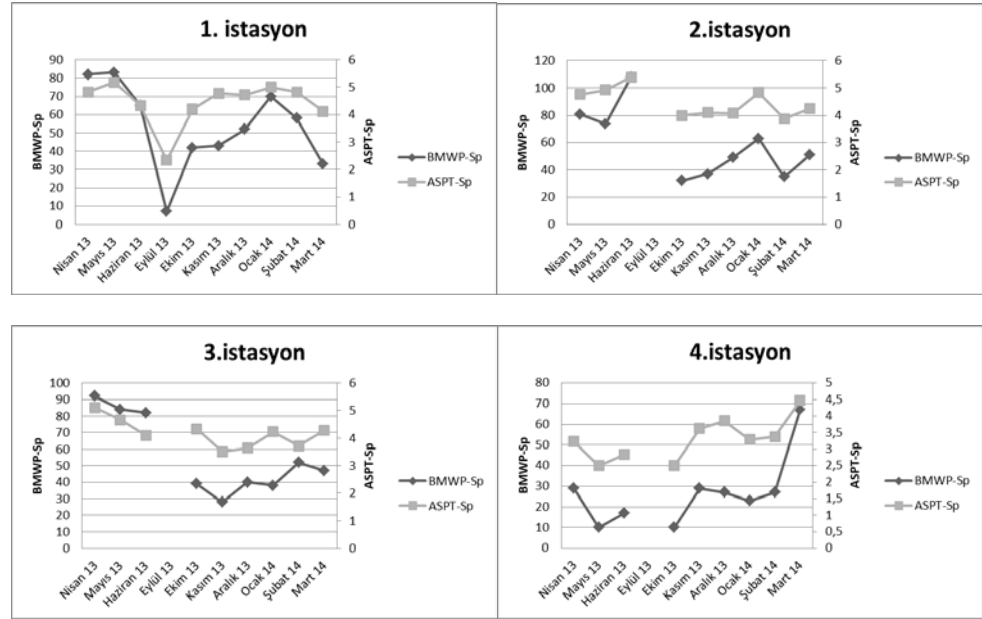 1. istasyon
90
80
70
60
50
40
30
20
10
0
BMWP-Sp
6
5
4
3
2
1
0
ASPT-Sp
Nisan 13
Mayıs 13
Haziran 13
Eylül 13
Ekim 13
Kasım 13
Aralık 13
Ocak 14
Şubat 14
Mart 14
BMWP-Sp
ASPT-Sp
2.istasyon
120
100
80
60
40
20
0
BMWP-Sp
6
5
4
3
2
1
0
ASPT-Sp
Nisan 13
Mayıs 13
Haziran 13
Eylül 13
Ekim 13
Kasım 13
Aralık 13
Ocak 14
Şubat 14
Mart 14
BMWP-Sp
ASPT-Sp
3.istasyon
100
90
80
70
60
50
40
30
20
10
0
BMWP-Sp
6
5
4
3
2
1
0
ASPT-Sp
Nisan 13
Mayıs 13
Haziran 13
Eylül 13
Ekim 13
Kasım 13
Aralık 13
Ocak 14
Şubat 14
Mart 14
BMWP-Sp
ASPT-Sp
4.istasyon
80
70
60
50
40
30
20
10
0
BMWP-Sp
5
4,5
4
3,5
3
2,5
2
1,5
1
0,5
0
ASPT-Sp
Nisan 13
Mayıs 13
Haziran 13
Eylül 13
Ekim 13
Kasım 13
Aralık 13
Ocak 14
Şubat 14
Mart 14
BMWP-Sp
ASPT-Sp